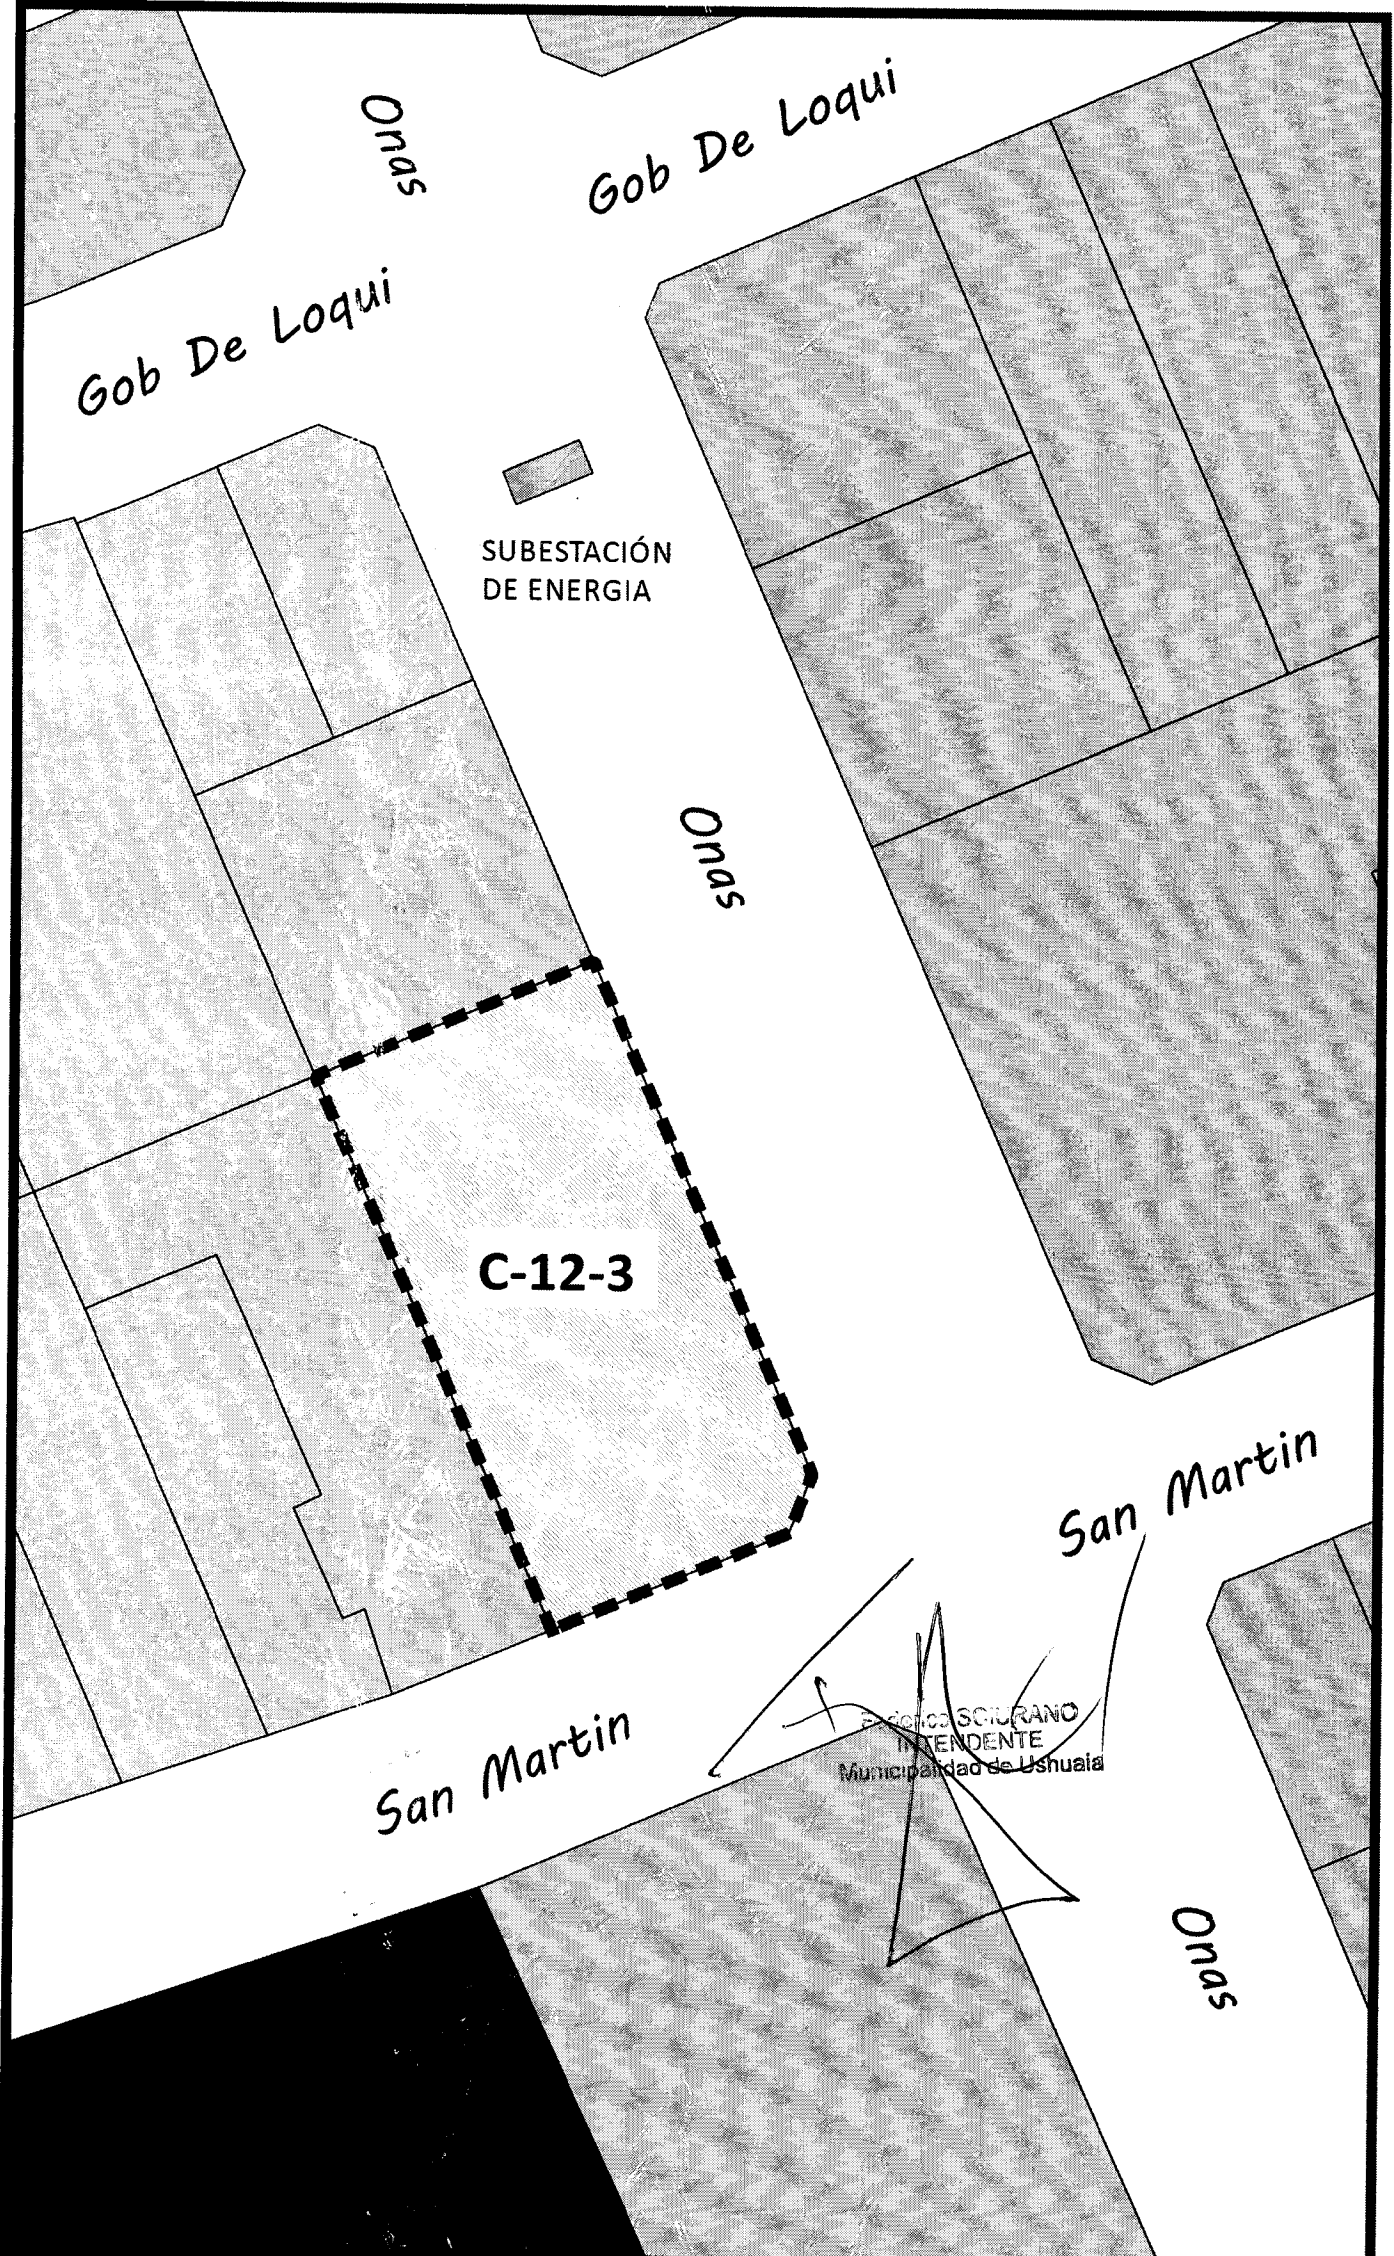 Onas
Gob De Loqui
Gob De Loqui
SUBESTACIÓN
DE ENERGIA
Onas
C-12-3
San Martin
San Martin
Federico SCIURANO
INTENDENTE
Municipalidad de Ushuaia
Onas